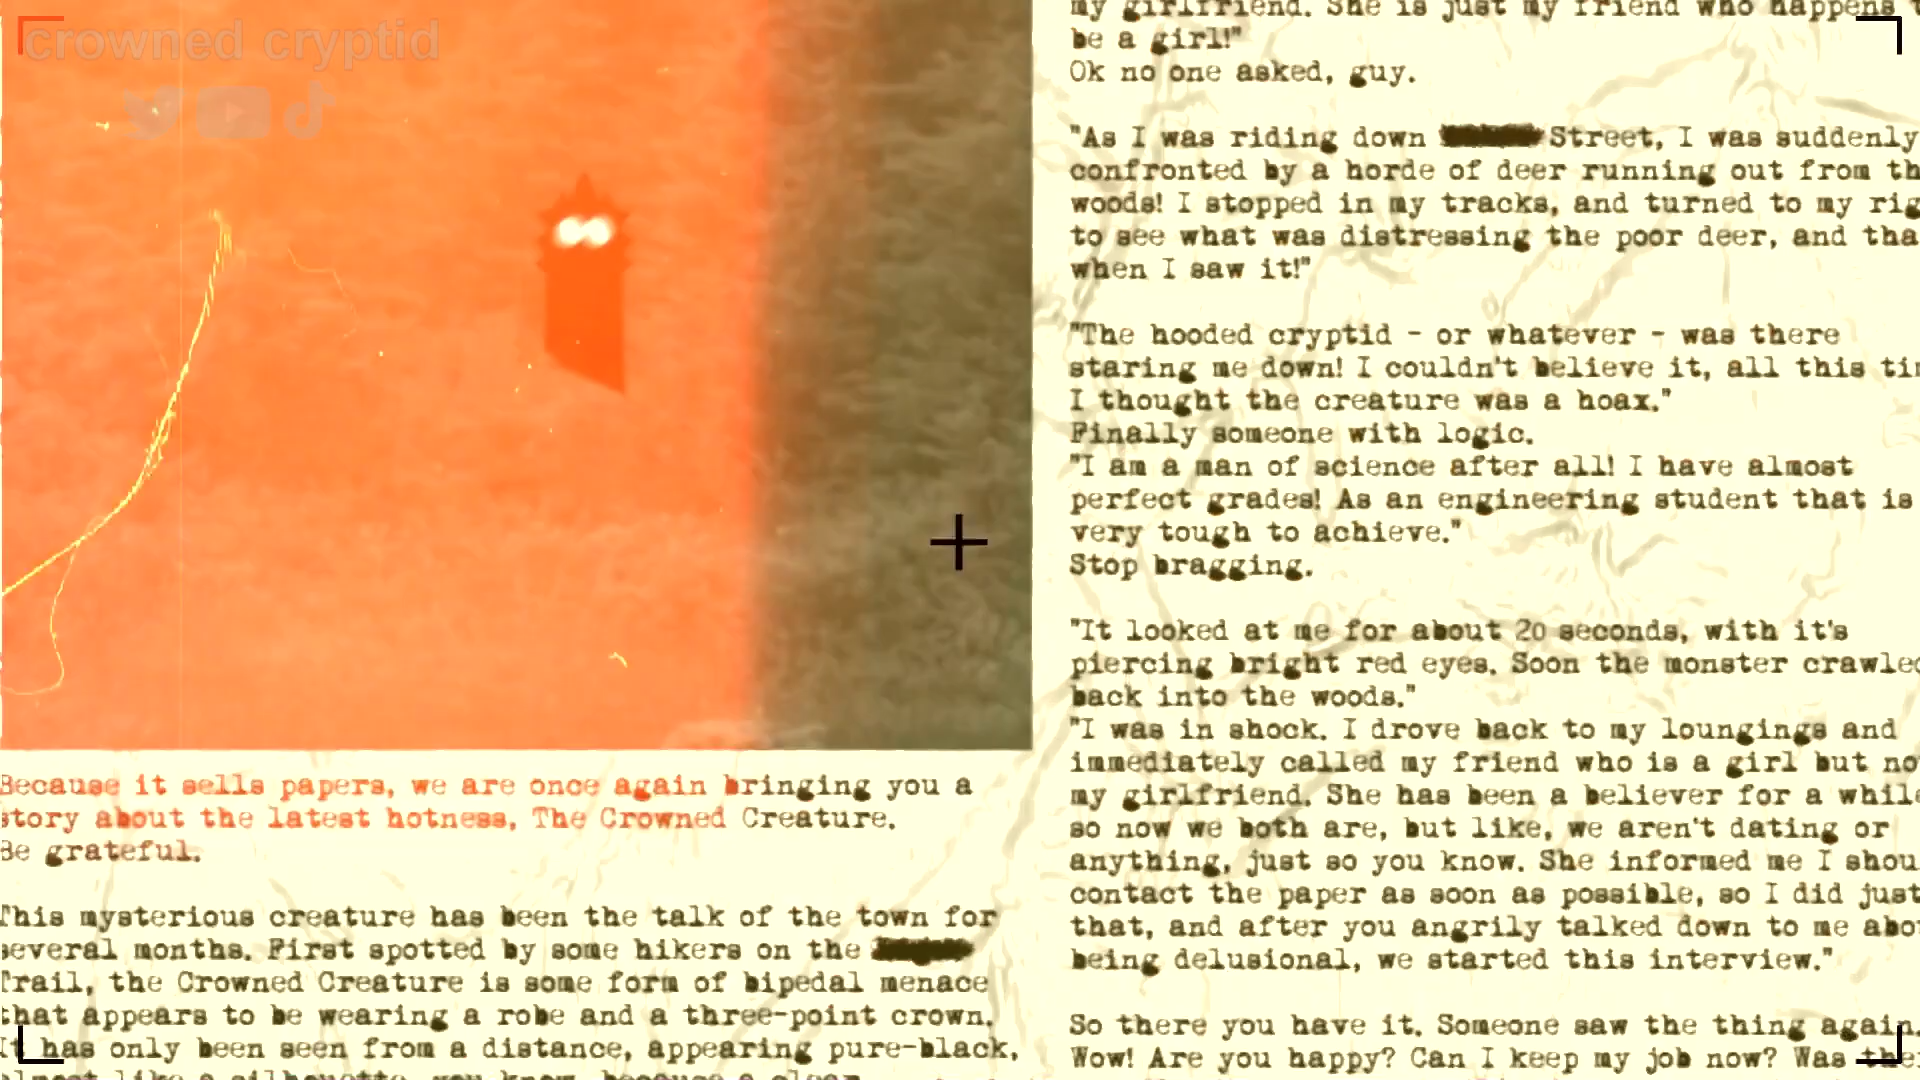 crowned cryptid
Because it sells papers, we are once again bringing you a
story about the latest hotness, The Crowned Creature.
Be grateful.
This mysterious creature has been the talk of the town for
several months. First spotted by some hikers on the
Trail, the Crowned Creature is some form of bipedal menace
that appears to be wearing a robe and a three-point crown.
It has only been seen from a distance, appearing pure-black,
almost like a silhouette, you know, because a clear
my girlfriend. She is just my friend who happens
be a girl!"
Ok no one asked, guy.
"As I was riding down Street, I was suddenly
confronted by a horde of deer running out from th
woods! I stopped in my tracks, and turned to my rig
to see what was distressing the poor deer, and tha
when I saw it!"
"The hooded cryptid - or whatever - was there
staring me down! I couldn't believe it, all this ti
I thought the creature was a hoax."
Finally someone with logic.
"I am a man of science after all! I have almost
perfect grades! As an engineering student that is
very tough to achieve."
Stop bragging.
"It looked at me for about 20 seconds, with it's
piercing bright red eyes. Soon the monster crawled
back into the woods."
"I was in shock. I drove back to my loungings and
immediately called my friend who is a girl but no
my girlfriend. She has been a believer for a while
so now we both are, but like, we aren't dating or
anything, just so you know. She informed me I shou
contact the paper as soon as possible, so I did just
that, and after you angrily talked down to me abo
being delusional, we started this interview."
So there you have it. Someone saw the thing again.
Wow! Are you happy? Can I keep my job now? Was the